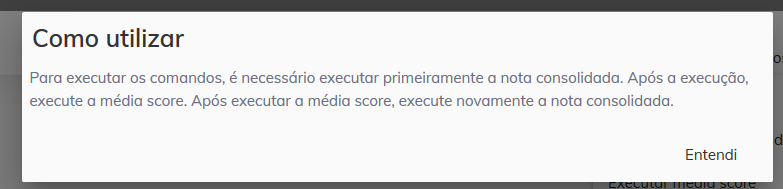 Como utilizar
Para executar os comandos, é necessário executar primeiramente a nota consolidada. Após a execução,
execute a média score. Após executar a média score, execute novamente a nota consolidada.
Entendi
Executar média score